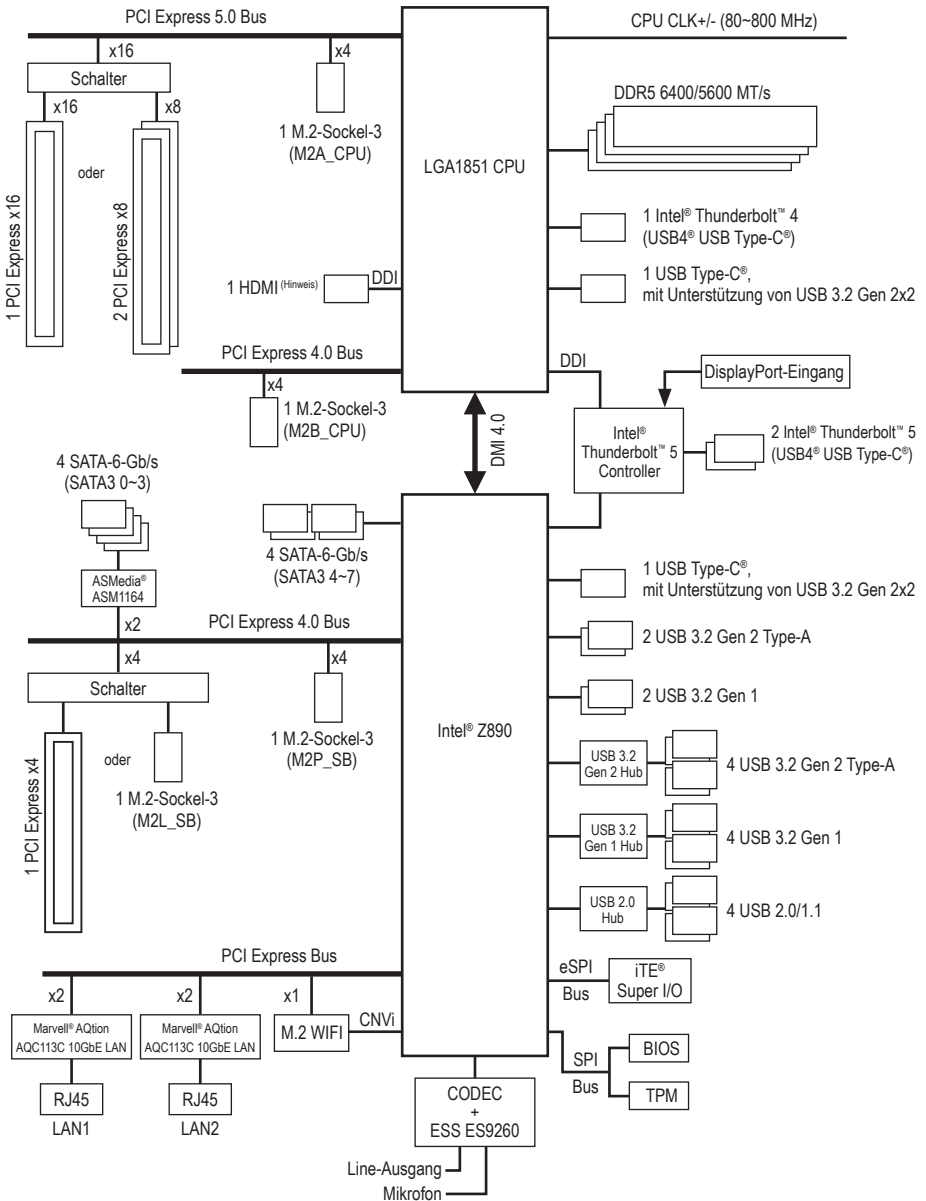 PCI Express 5.0 Bus
CPU CLK+/- (80~800 MHz)
x16
x4
Schalter
x16
x8
DDR5 6400/5600 MT/s
1 M.2-Sockel-3
(M2A_CPU)
LGA1851 CPU
oder
1 PCI Express x16
2 PCI Express x8
1 Intel® Thunderbolt™ 4
(USB4® USB Type-C®)
1 HDMI (Hinweis)
DDI
1 USB Type-C®,
mit Unterstützung von USB 3.2 Gen 2x2
PCI Express 4.0 Bus
x4
1 M.2-Sockel-3
(M2B_CPU)
DDI
DisplayPort-Eingang
DMI 4.0
Intel®
Thunderbolt™ 5
Controller
2 Intel® Thunderbolt™ 5
(USB4® USB Type-C®)
4 SATA-6-Gb/s
(SATA3 0~3)
4 SATA-6-Gb/s
(SATA3 4~7)
ASMedia®
ASM1164
x2
1 USB Type-C®,
mit Unterstützung von USB 3.2 Gen 2x2
PCI Express 4.0 Bus
2 USB 3.2 Gen 2 Type-A
x4
x4
Schalter
2 USB 3.2 Gen 1
Intel® Z890
1 M.2-Sockel-3
(M2P_SB)
oder
1 PCI Express x4
1 M.2-Sockel-3
(M2L_SB)
USB 3.2
Gen 2 Hub
4 USB 3.2 Gen 2 Type-A
USB 3.2
Gen 1 Hub
4 USB 3.2 Gen 1
USB 2.0
Hub
4 USB 2.0/1.1
PCI Express Bus
x2
x2
x1
eSPI
Bus
iTE®
Super I/O
Marvell® AQtion
AQC113C 10GbE LAN
Marvell® AQtion
AQC113C 10GbE LAN
M.2 WIFI
CNVi
SPI
Bus
BIOS
TPM
RJ45
LAN1
RJ45
LAN2
CODEC
+
ESS ES9260
Line-Ausgang
Mikrofon